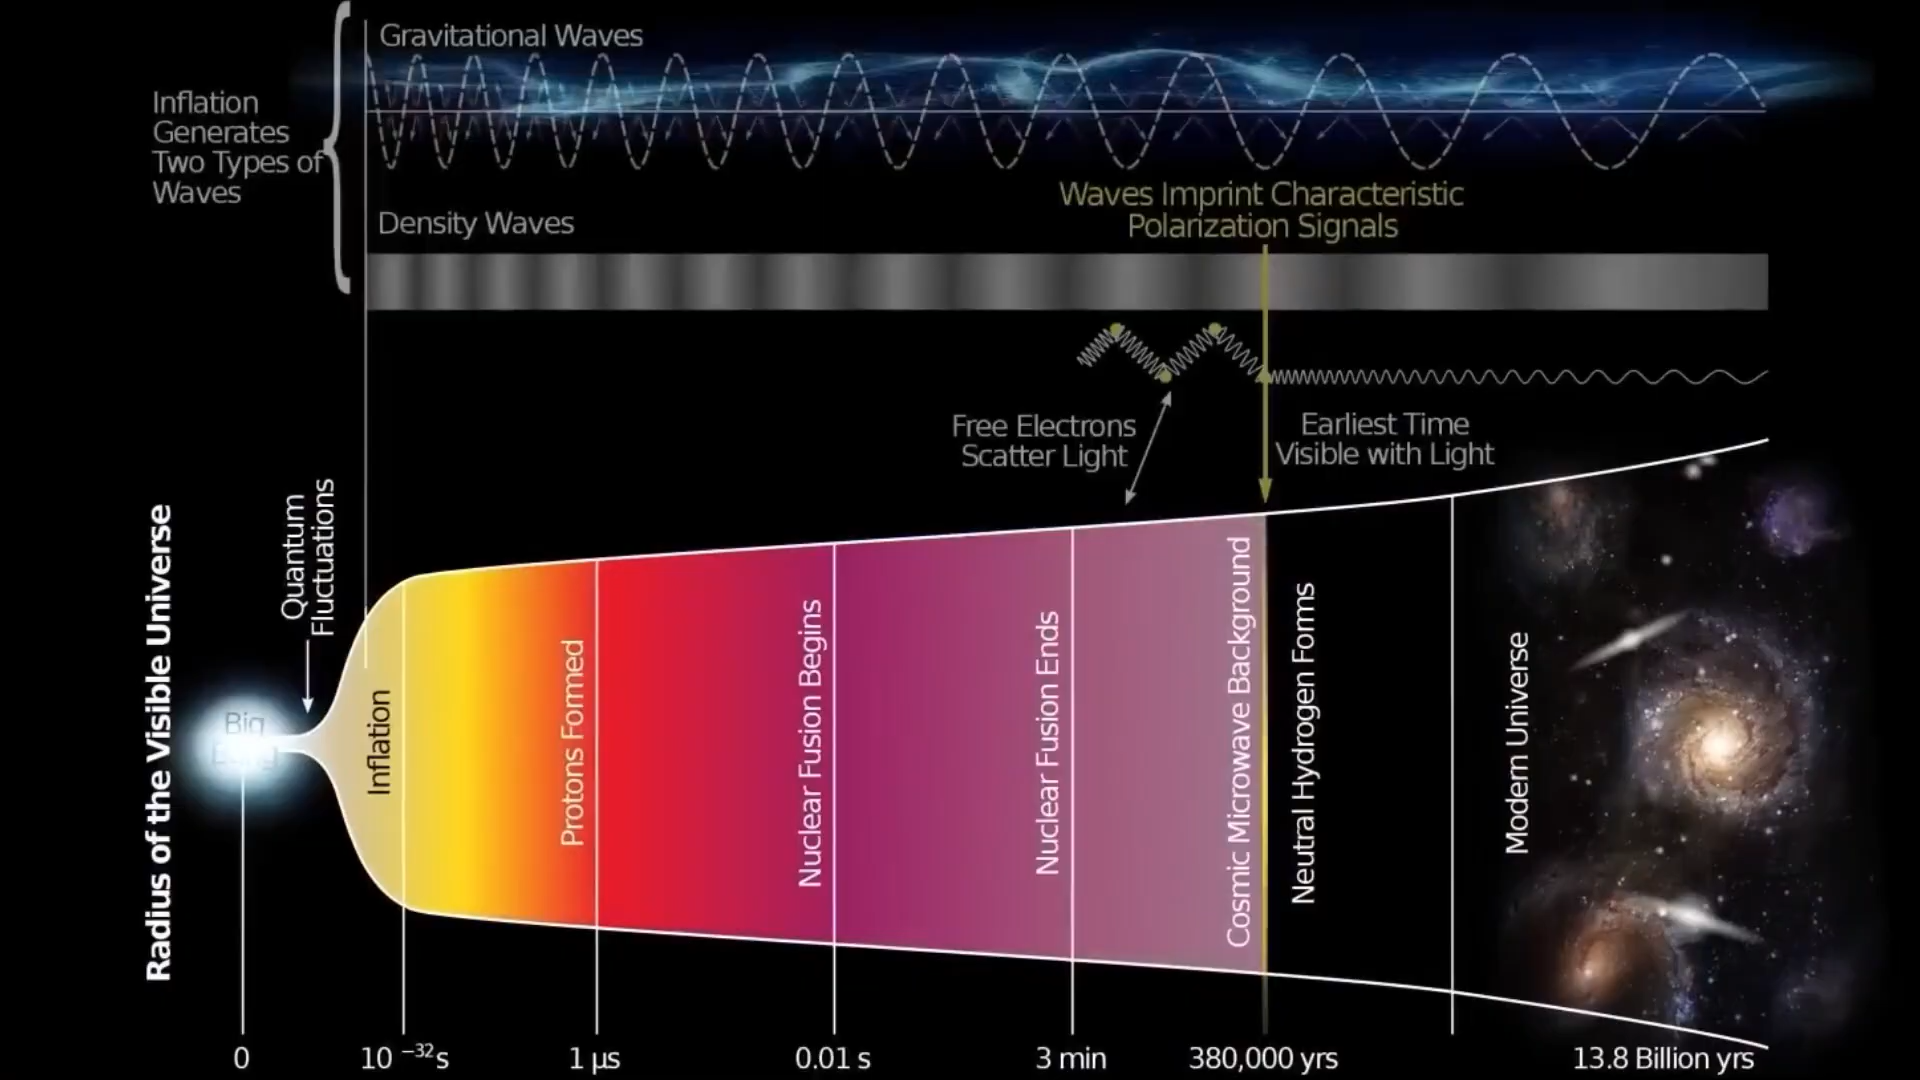 Gravitational Waves
Inflation
Generates
Two Types of
Waves
Waves Imprint Characteristic
Polarization Signals
Density Waves
Free Electrons
Scatter Light
Earliest Time
Visible with Light
Radius of the Visible Universe
Quantum
Fluctuations
Big
Bang
Inflation
Protons Formed
Nuclear Fusion Begins
Nuclear Fusion Ends
Cosmic Microwave Background
Neutral Hydrogen Forms
Modern Universe
0
10 −32s
1 µs
0.01 s
3 min
380,000 yrs
13.8 Billion yrs